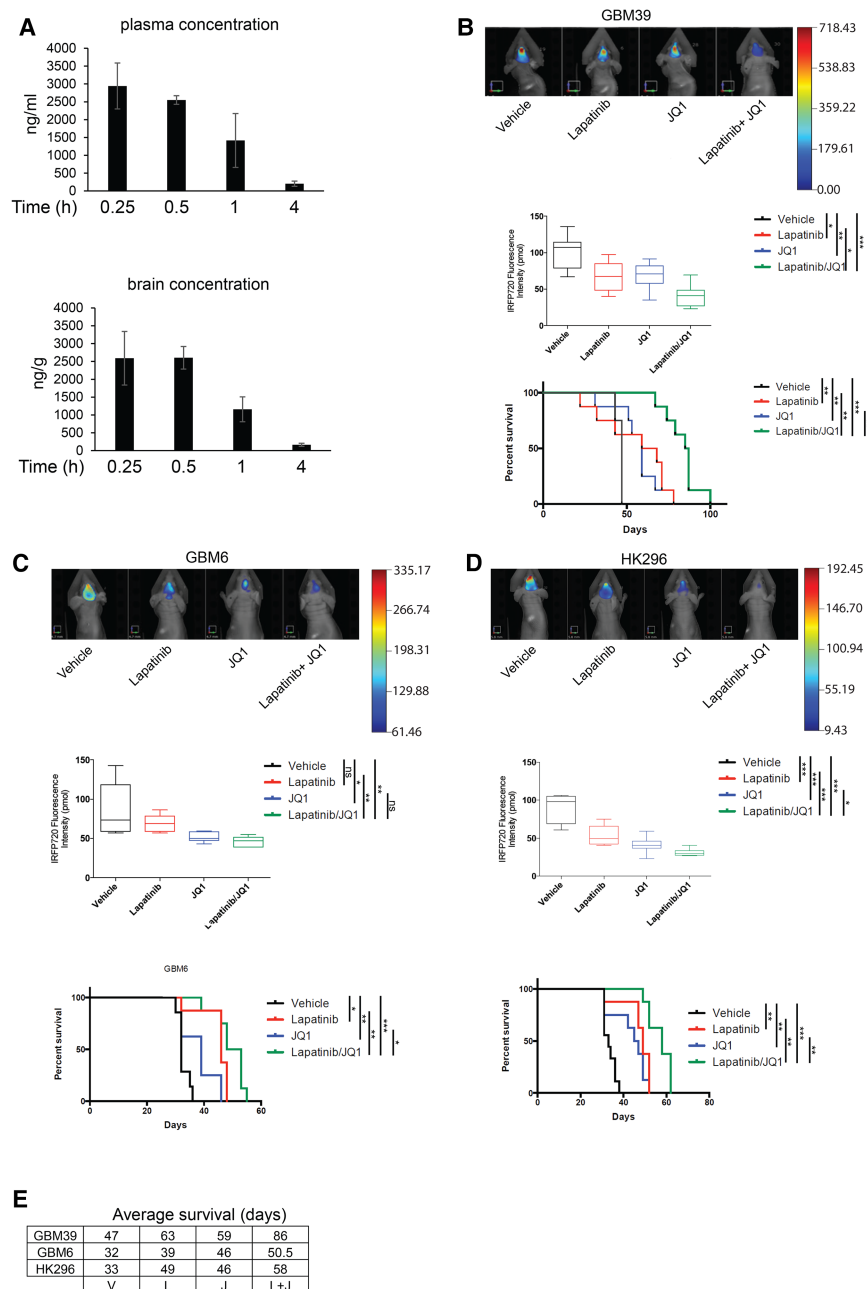 A
plasma concentration
ng/ml
4000
3500
3000
2500
2000
1500
1000
500
0
Time (h) 0.25 0.5 1 4
brain concentration
ng/g
4000
3500
3000
2500
2000
1500
1000
500
0
Time (h) 0.25 0.5 1 4
B
GBM39
Vehicle
Lapatinib
JQ1
Lapatinib+ JQ1
718.43
538.83
359.22
179.61
0.00
IRFP720 Fluorescence
Intensity (pmol)
150
100
50
0
Vehicle
Lapatinib
JQ1
Lapatinib/JQ1
Vehicle
Lapatinib
JQ1
Lapatinib/JQ1
*
**
*
***
Percent survival
100
50
0
0 50 100
Days
Vehicle
Lapatinib
JQ1
Lapatinib/JQ1
**
**
**
***
***
C
GBM6
Vehicle
Lapatinib
JQ1
Lapatinib+ JQ1
335.17
266.74
198.31
129.88
61.46
IRFP720 Fluorescence
Intensity (pmol)
150
100
50
0
Vehicle
Lapatinib
JQ1
Lapatinib/JQ1
Vehicle
Lapatinib
JQ1
Lapatinib/JQ1
ns
*
**
**
ns
GBM6
Percent survival
100
50
0
0 20 40 60
Days
Vehicle
Lapatinib
JQ1
Lapatinib/JQ1
*
**
**
***
*
D
HK296
Vehicle
Lapatinib
JQ1
Lapatinib+ JQ1
192.45
146.70
100.94
55.19
9.43
IRFP720 Fluorescence
Intensity (pmol)
150
100
50
0
Vehicle
Lapatinib
JQ1
Lapatinib/JQ1
Vehicle
Lapatinib
JQ1
Lapatinib/JQ1
***
***
***
***
*
Percent survival
100
50
0
0 20 40 60 80
Days
Vehicle
Lapatinib
JQ1
Lapatinib/JQ1
**
**
**
***
**
E
Average survival (days)
GBM39 47 63 59 86
GBM6 32 39 46 50.5
HK296 33 49 46 58
V L J L+J